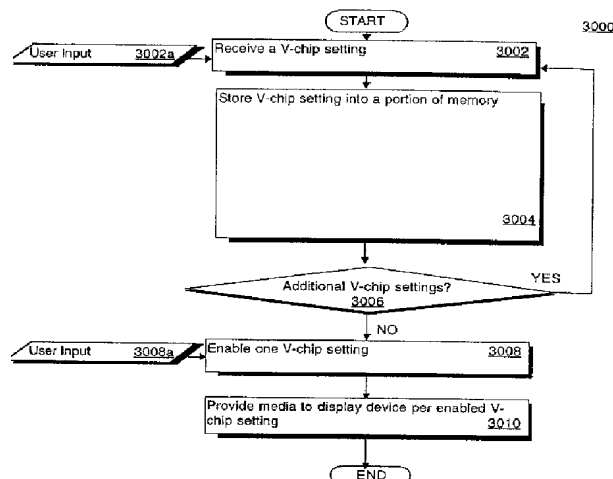 START
3000
User Input 3002a
Receive a V-chip setting 3002
Store V-chip setting into a portion of memory
3004
Additional V-chip settings?
3006
YES
NO
User Input 3008a
Enable one V-chip setting 3008
Provide media to display device per enabled V-
chip setting 3010
END